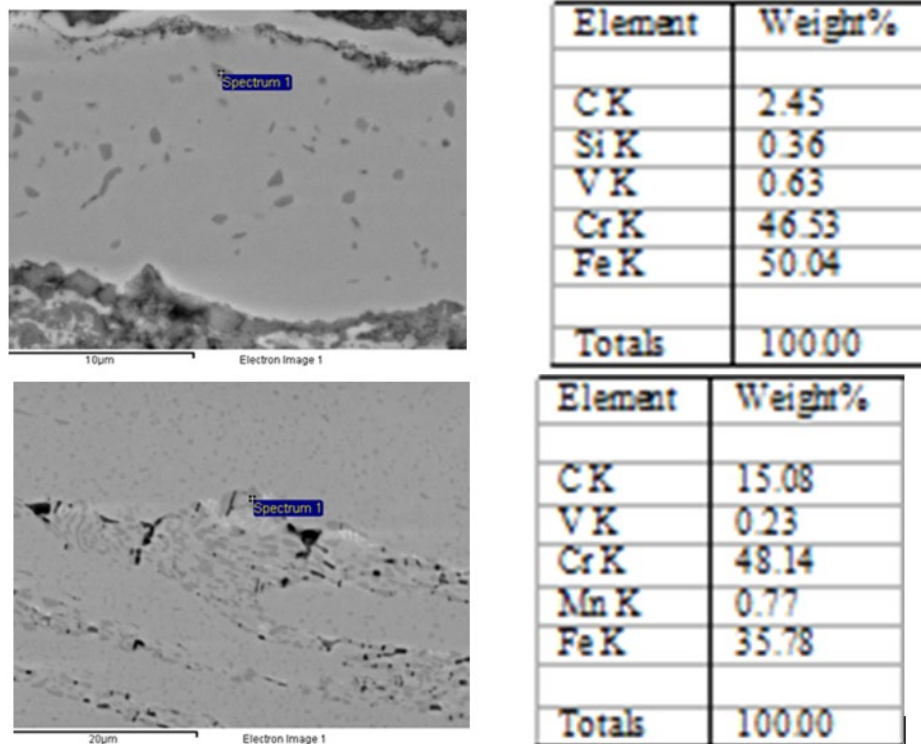 Spectrum 1
10µm Electron Image 1
Element Weight%
C K 2.45
Si K 0.36
V K 0.63
Cr K 46.53
Fe K 50.04
Totals 100.00
Spectrum 1
20µm Electron Image 1
Element Weight%
C K 15.08
V K 0.23
Cr K 48.14
Mn K 0.77
Fe K 35.78
Totals 100.00